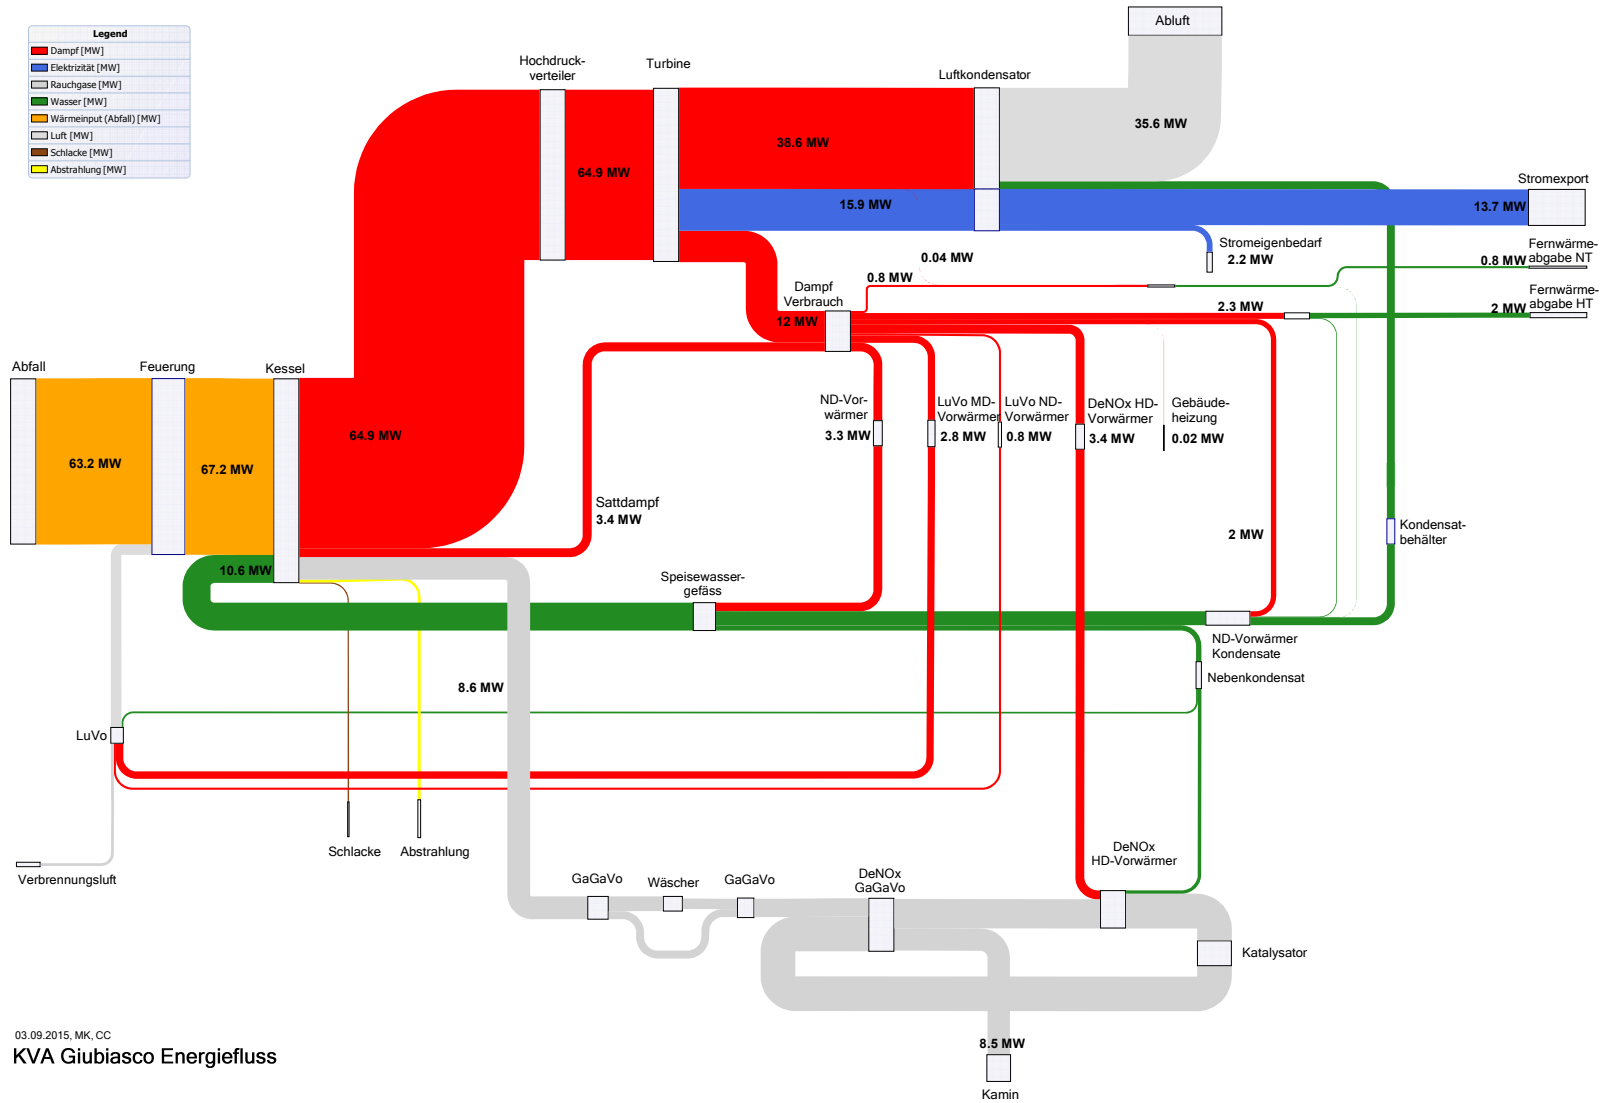 Legend
Dampf [MW]
Elektrizität [MW]
Rauchgase [MW]
Wasser [MW]
Wärmeinput (Abfall) [MW]
Luft [MW]
Schlacke [MW]
Abstrahlung [MW]
Abluft
Hochdruck-
verteiler
Turbine
Luftkondensator
35.6 MW
38.6 MW
64.9 MW
15.9 MW
Stromexport
13.7 MW
Stromeigenbedarf
2.2 MW
Fernwärme-
abgabe NT
0.8 MW
0.04 MW
0.8 MW
Dampf
Verbrauch
12 MW
2.3 MW
Fernwärme-
abgabe HT
2 MW
Abfall
Feuerung
Kessel
63.2 MW
67.2 MW
64.9 MW
ND-Vor-
wärmer
3.3 MW
LuVo MD-
Vorwärmer
2.8 MW
LuVo ND-
Vorwärmer
0.8 MW
DeNOx HD-
Vorwärmer
3.4 MW
Gebäude-
heizung
0.02 MW
Sattdampf
3.4 MW
2 MW
Kondensat-
behälter
10.6 MW
Speisewasser-
gefäss
ND-Vorwärmer
Kondensate
Nebenkondensat
8.6 MW
LuVo
Schlacke
Abstrahlung
Verbrennungsluft
GaGaVo
Wäscher
GaGaVo
DeNOx
GaGaVo
DeNOx
HD-Vorwärmer
Katalysator
8.5 MW
Kamin
03.09.2015, MK, CC
KVA Giubiasco Energiefluss